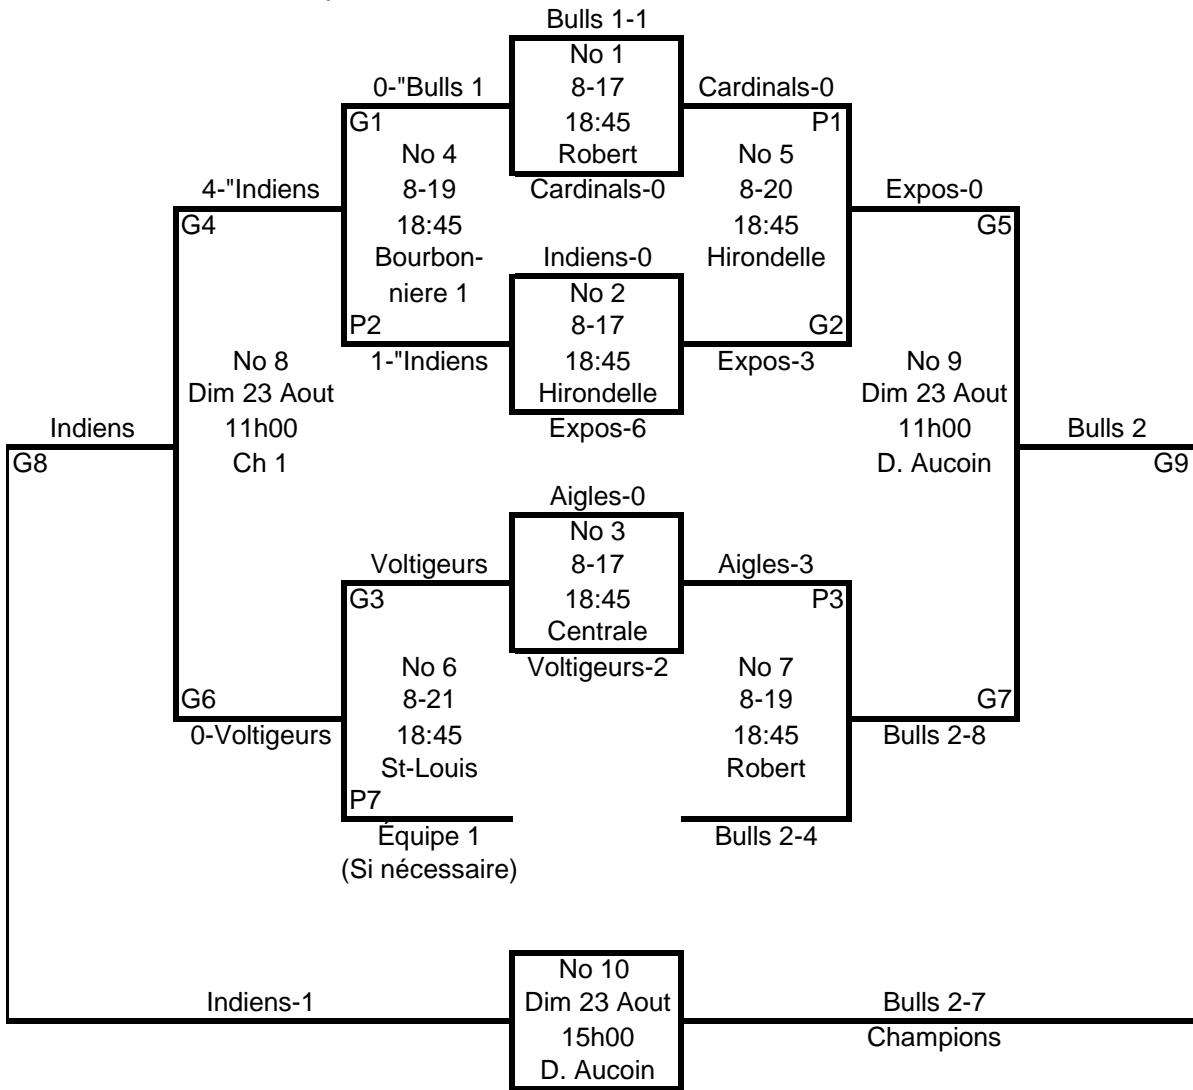 Bulls 1-1
No 1
0-"Bulls 1
8-17
Cardinals-0
G1
18:45
P1
No 4
Robert
No 5
4-"Indiens
8-19
Cardinals-0
8-20
Expos-0
G4
18:45
18:45
G5
Bourbon-
Indiens-0
Hirondelle
niere 1
No 2
P2
8-17
G2
No 8
1-"Indiens
18:45
Expos-3
No 9
Dim 23 Aout
Hirondelle
Dim 23 Aout
Indiens
11h00
Expos-6
11h00
Bulls 2
G8
Ch 1
D. Aucoin
G9
Aigles-0
No 3
Voltigeurs
8-17
Aigles-3
G3
18:45
P3
Centrale
No 6
Voltigeurs-2
No 7
G6
8-21
8-19
G7
0-Voltigeurs
18:45
18:45
Bulls 2-8
St-Louis
Robert
P7
Équipe 1
Bulls 2-4
(Si nécessaire)
No 10
Indiens-1
Dim 23 Aout
Bulls 2-7
15h00
Champions
D. Aucoin